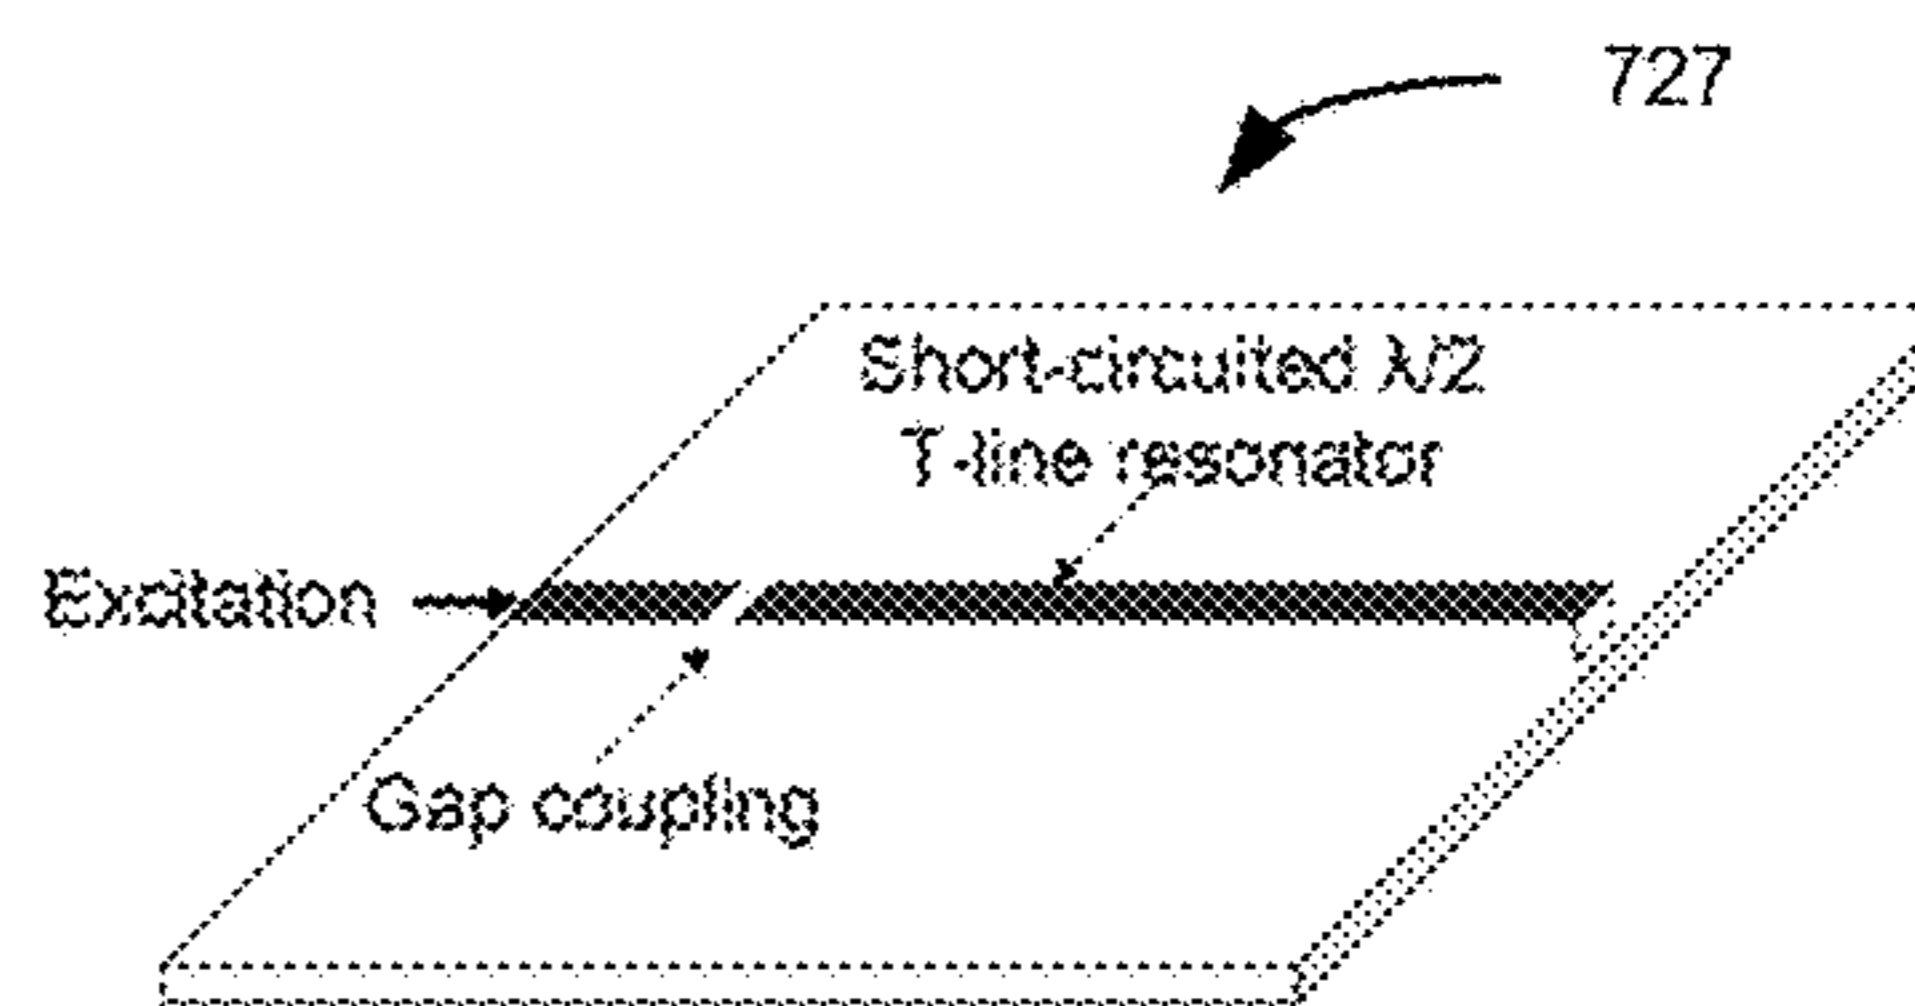 727
Short-circuited λ/2
T-line resonator
Excitation
Gap coupling